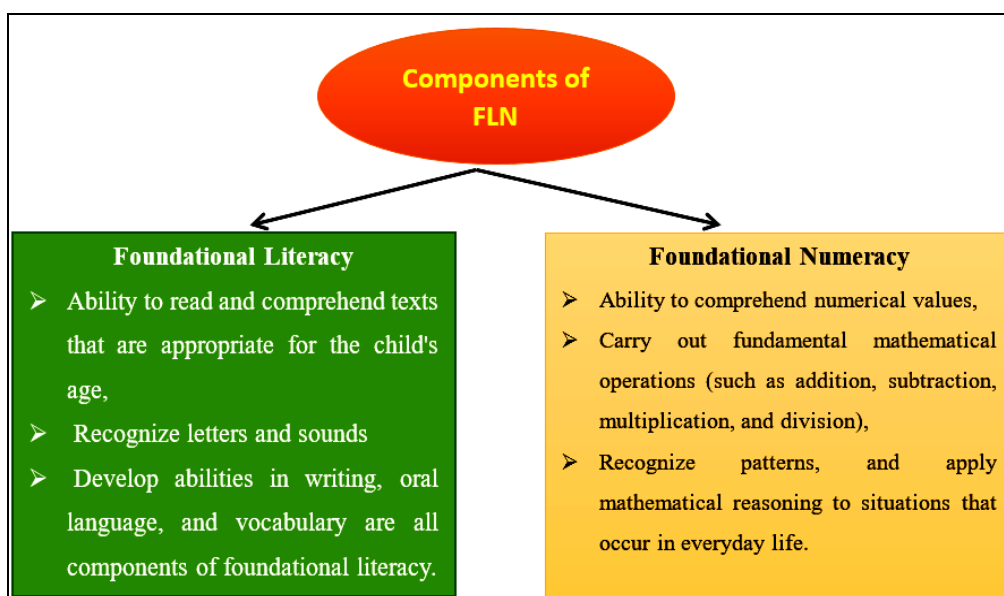 Components of
FLN
Foundational Literacy
➢ Ability to read and comprehend texts
that are appropriate for the child's
age,
➢ Recognize letters and sounds
➢ Develop abilities in writing, oral
language, and vocabulary are all
components of foundational literacy.
Foundational Numeracy
➢ Ability to comprehend numerical values,
➢ Carry out fundamental mathematical
operations (such as addition, subtraction,
multiplication, and division),
➢ Recognize patterns, and apply
mathematical reasoning to situations that
occur in everyday life.